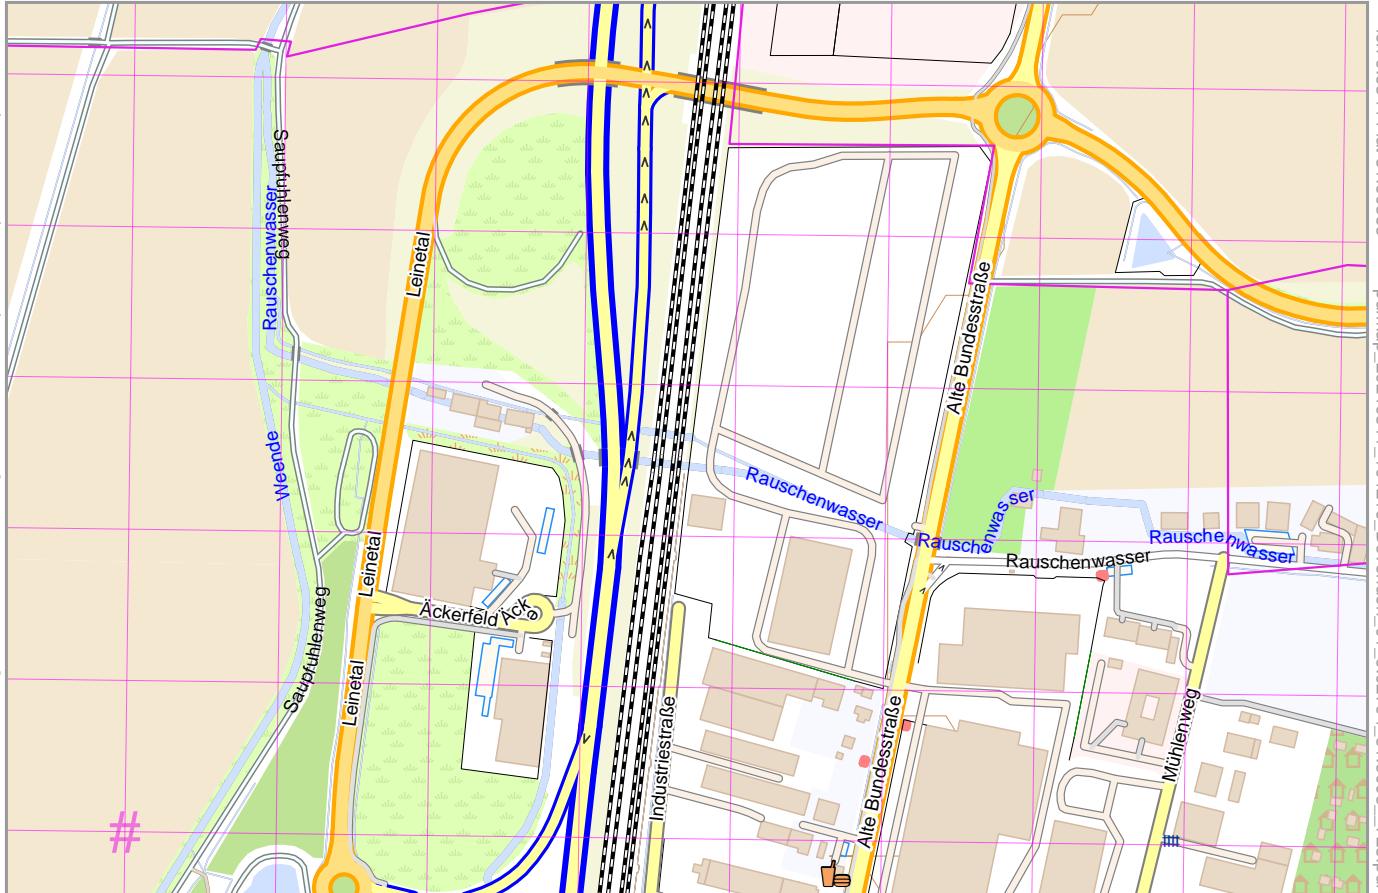 Saupfuhlenweg
Rauschenwasser
Leinetal
Alte Bundesstraße
Weende
Rauschenwasser
Rauschenwasser
Rauschenwasser
Rauschenwasser
Rauschenwasser
Leinetal
Äckerfeld
Äcke
Saupfuhlenweg
Leinetal
Industriestraße
Alte Bundesstraße
Mühlenweg
#